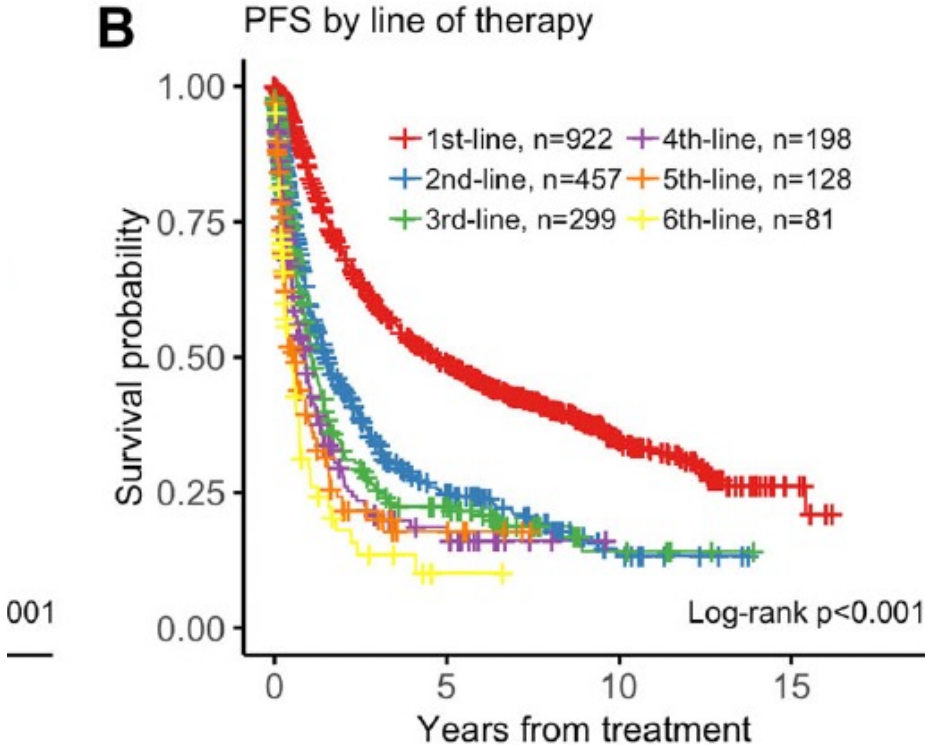 B PFS by line of therapy
1.00
0.75
0.50
0.25
0.00
Survival probability
1st-line, n=922
2nd-line, n=457
3rd-line, n=299
4th-line, n=198
5th-line, n=128
6th-line, n=81
001
Log-rank p<0.001
0 5 10 15
Years from treatment